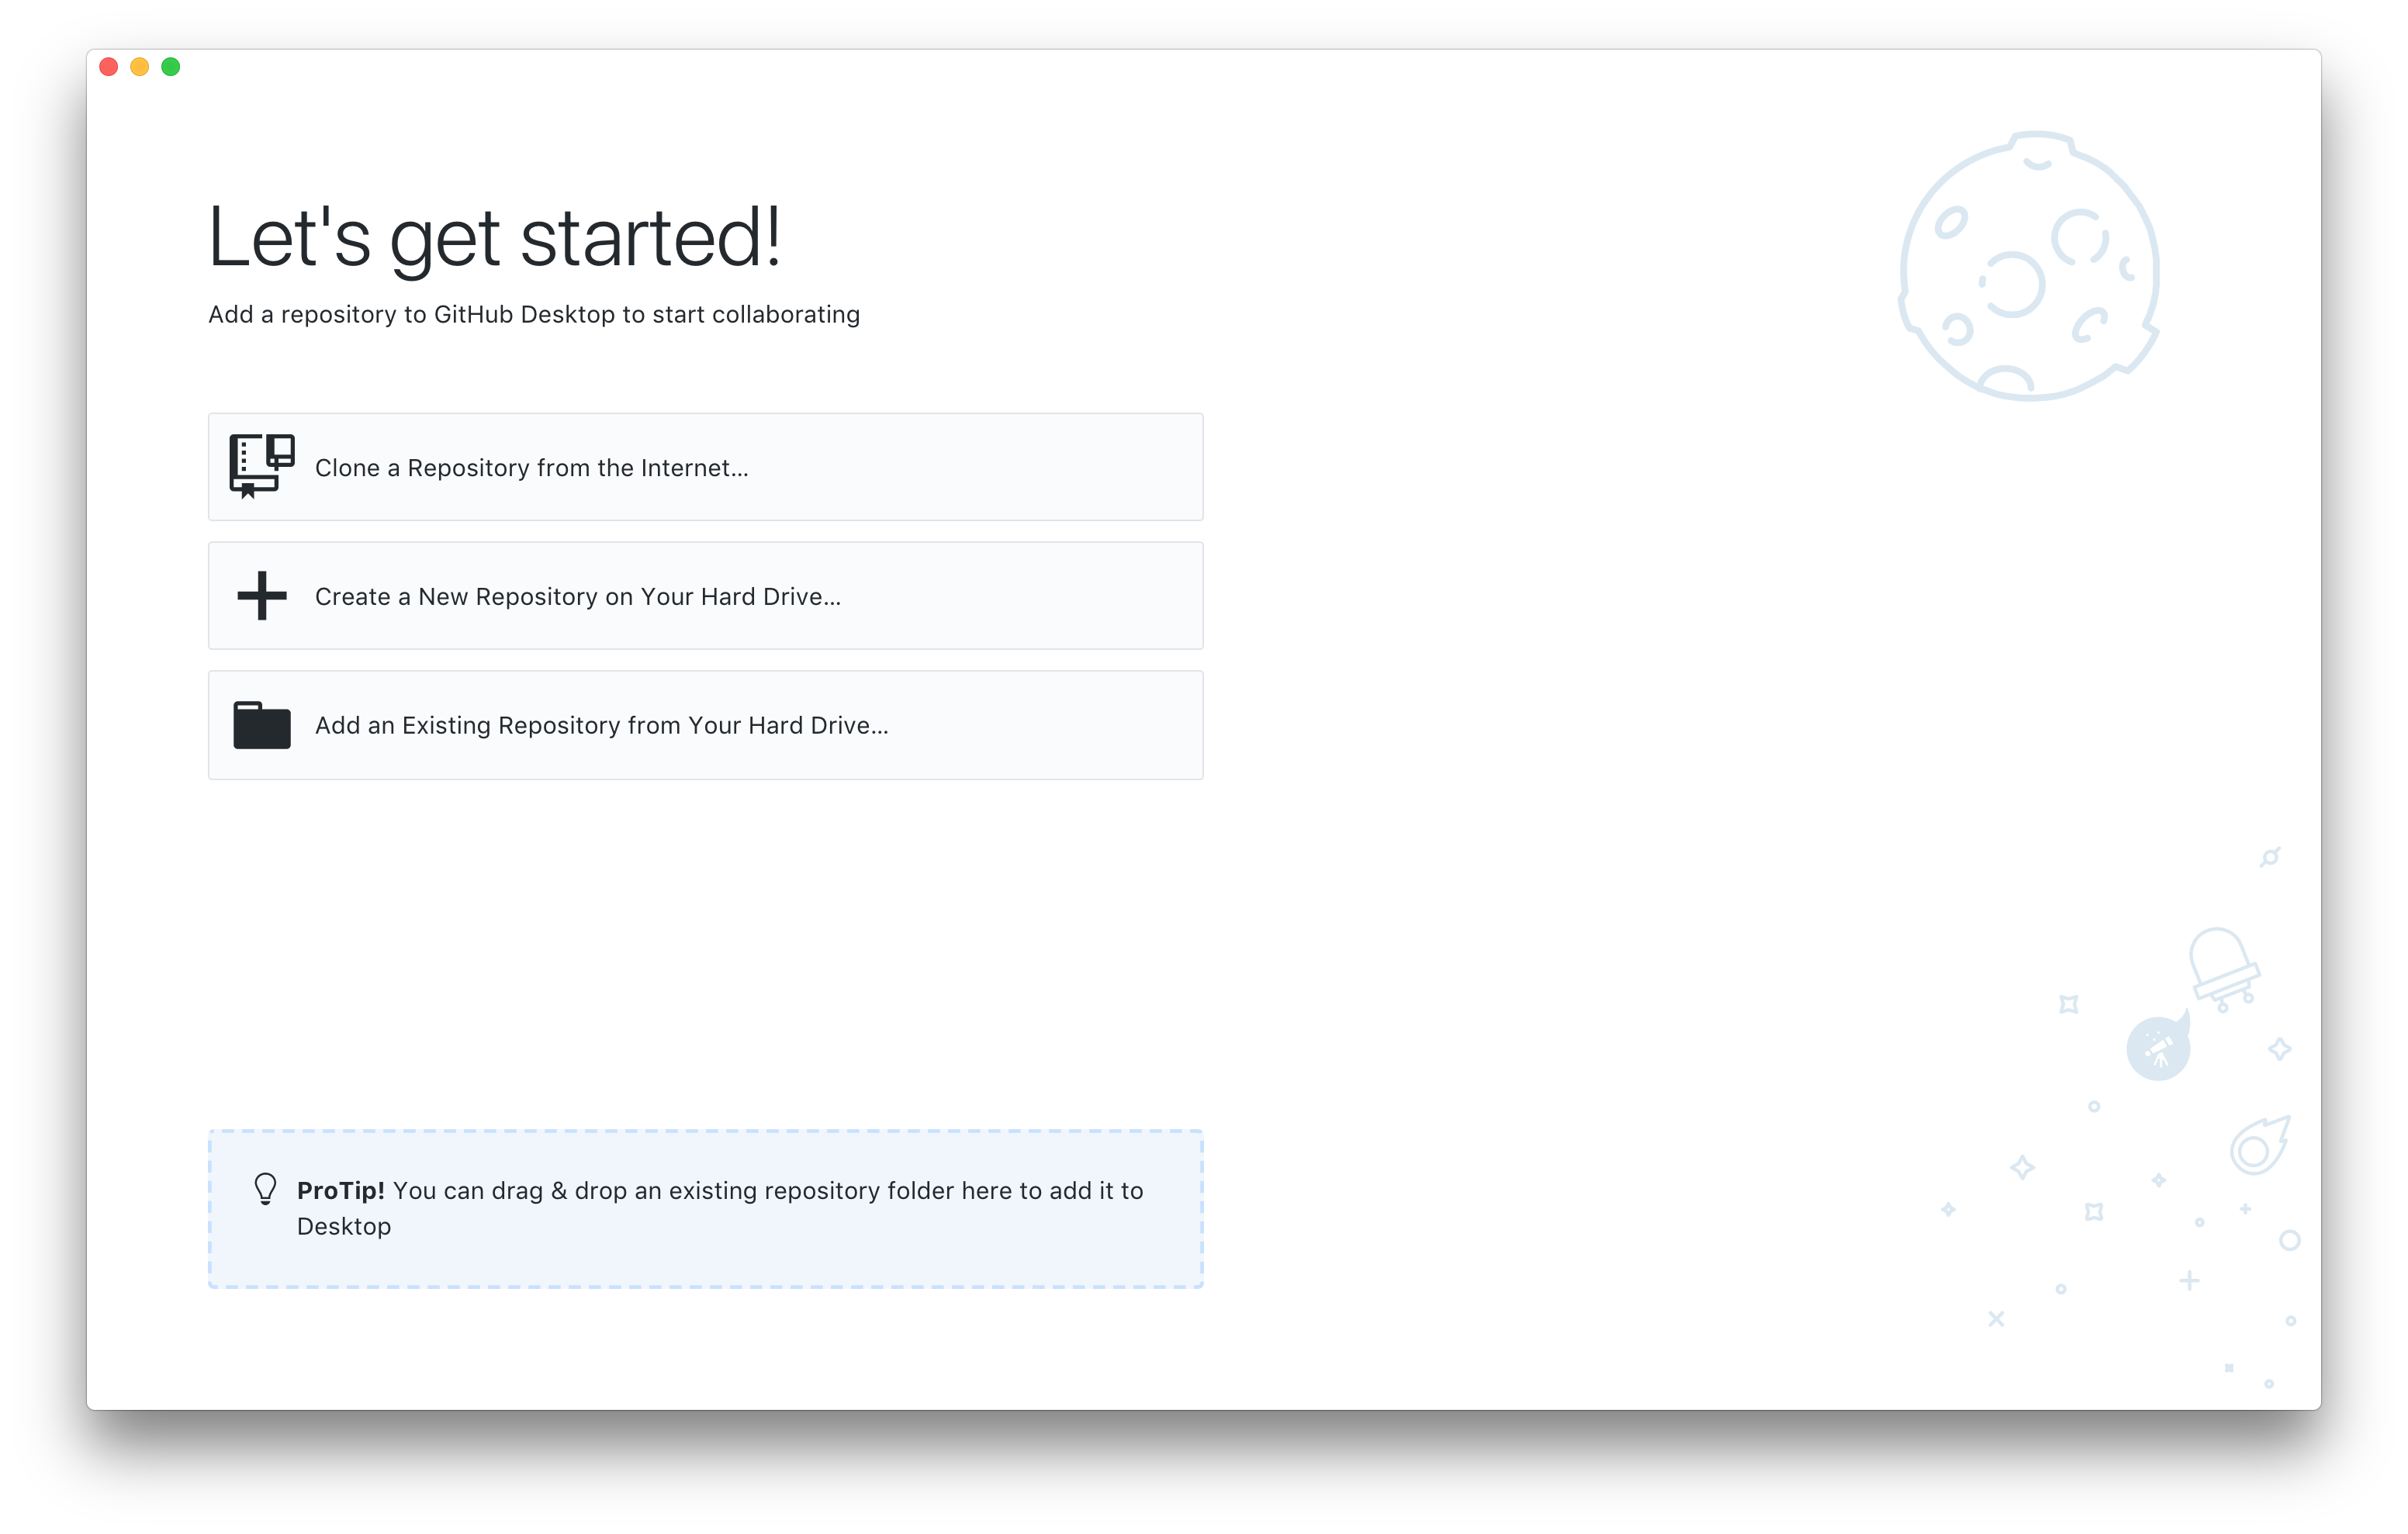 Let's get started!
Add a repository to GitHub Desktop to start collaborating
Clone a Repository from the Internet...
Create a New Repository on Your Hard Drive...
Add an Existing Repository from Your Hard Drive...
ProTip! You can drag & drop an existing repository folder here to add it to
Desktop